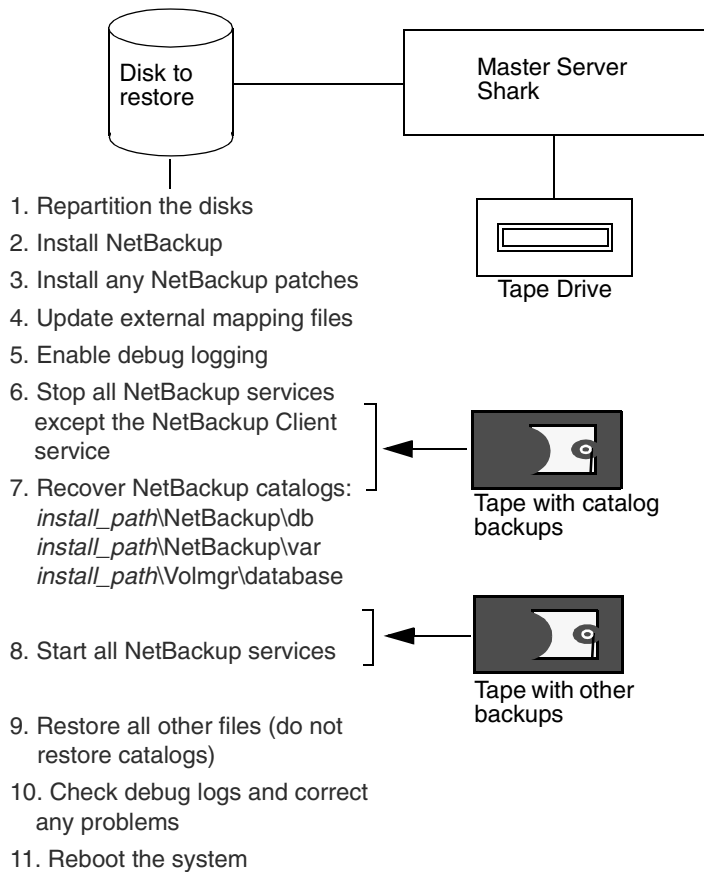 Disk to
restore
Master Server
Shark
Tape Drive
1. Repartition the disks
2. Install NetBackup
3. Install any NetBackup patches
4. Update external mapping files
5. Enable debug logging
6. Stop all NetBackup services
except the NetBackup Client
service
7. Recover NetBackup catalogs:
install_path\NetBackup\db
install_path\NetBackup\var
install_path\Volmgr\database
Tape with catalog
backups
8. Start all NetBackup services
Tape with other
backups
9. Restore all other files (do not
restore catalogs)
10. Check debug logs and correct
any problems
11. Reboot the system